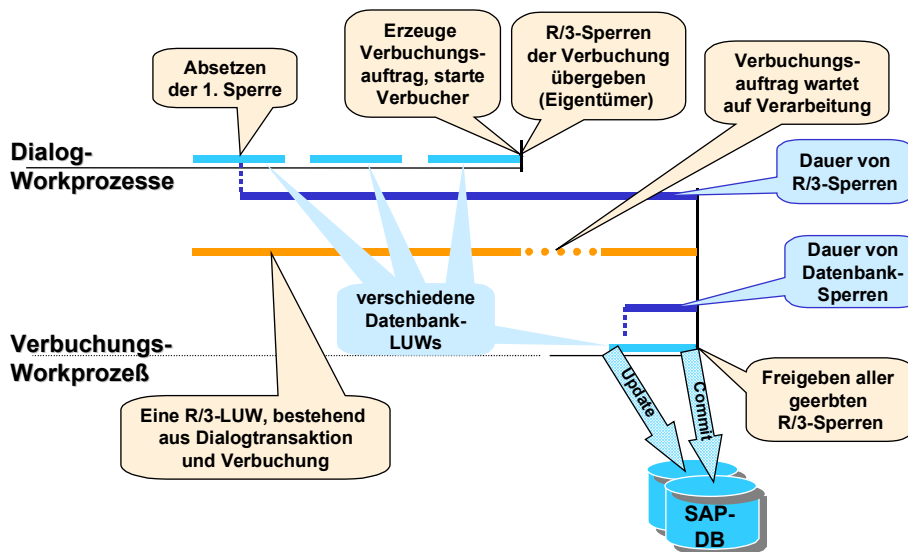 Erzeuge
Verbuchungs-
auftrag, starte
Verbucher
R/3-Sperren
der Verbuchung
übergeben
(Eigentümer)
Absetzen
der 1. Sperre
Verbuchungs-
auftrag wartet
auf Verarbeitung
Dialog-
Workprozesse
Dauer von
R/3-Sperren
Dauer von
Datenbank-
Sperren
verschiedene
Datenbank-
LUWs
Verbuchungs-
Workprozeß
Eine R/3-LUW, bestehend
aus Dialogtransaktion
und Verbuchung
Update
Commit
Freigeben aller
geerbten
R/3-Sperren
SAP-
DB